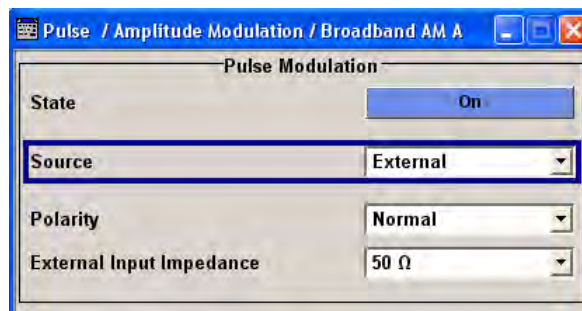 Pulse / Amplitude Modulation / Broadband AM A
Pulse Modulation
State On
Source External
Polarity Normal
External Input Impedance 50 Ω